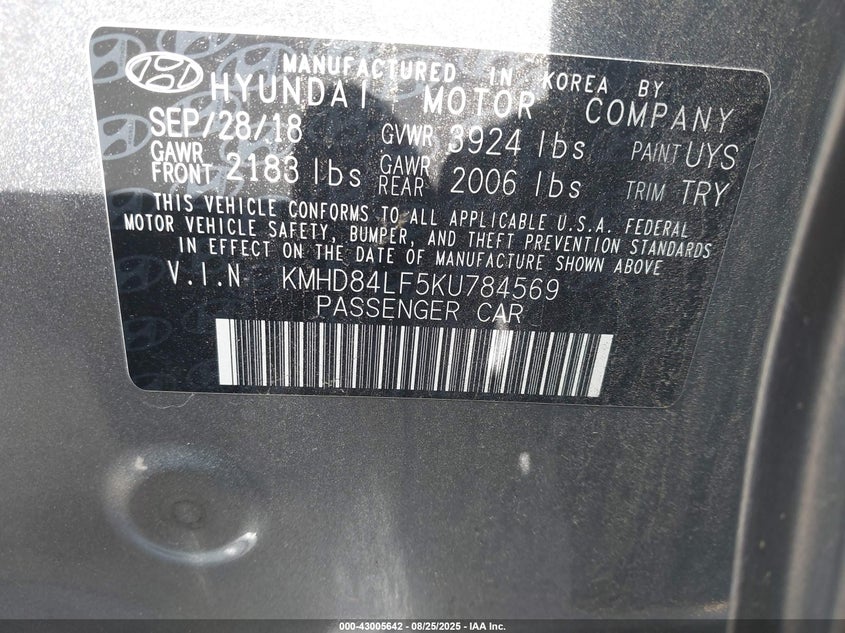 MANUFACTURED IN KOREA BY
HYUNDAI MOTOR COMPANY
SEP/28/18 GVWR 3924 lbs PAINT UYS
GAWR FRONT 2183 lbs GAWR REAR 2006 lbs TRIM TRY
THIS VEHICLE CONFORMS TO ALL APPLICABLE U.S.A. FEDERAL
MOTOR VEHICLE SAFETY, BUMPER, AND THEFT PREVENTION STANDARDS
IN EFFECT ON THE DATE OF MANUFACTURE SHOWN ABOVE
V.I.N KMHD84LF5KU784569
PASSENGER CAR
000-43005642 - 08/25/2025 - IAA Inc.